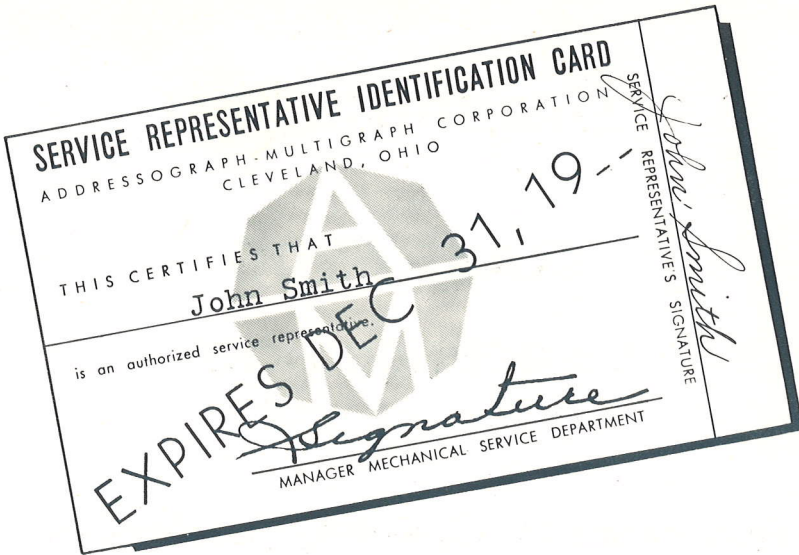 SERVICE REPRESENTATIVE IDENTIFICATION CARD
ADDRESSOGRAPH-MULTIGRAPH CORPORATION
CLEVELAND, OHIO
AM
THIS CERTIFIES THAT
John Smith
is an authorized service representative.
EXPIRES DEC 31, 19--
Signature
MANAGER MECHANICAL SERVICE DEPARTMENT
SERVICE REPRESENTATIVE'S SIGNATURE
John Smith